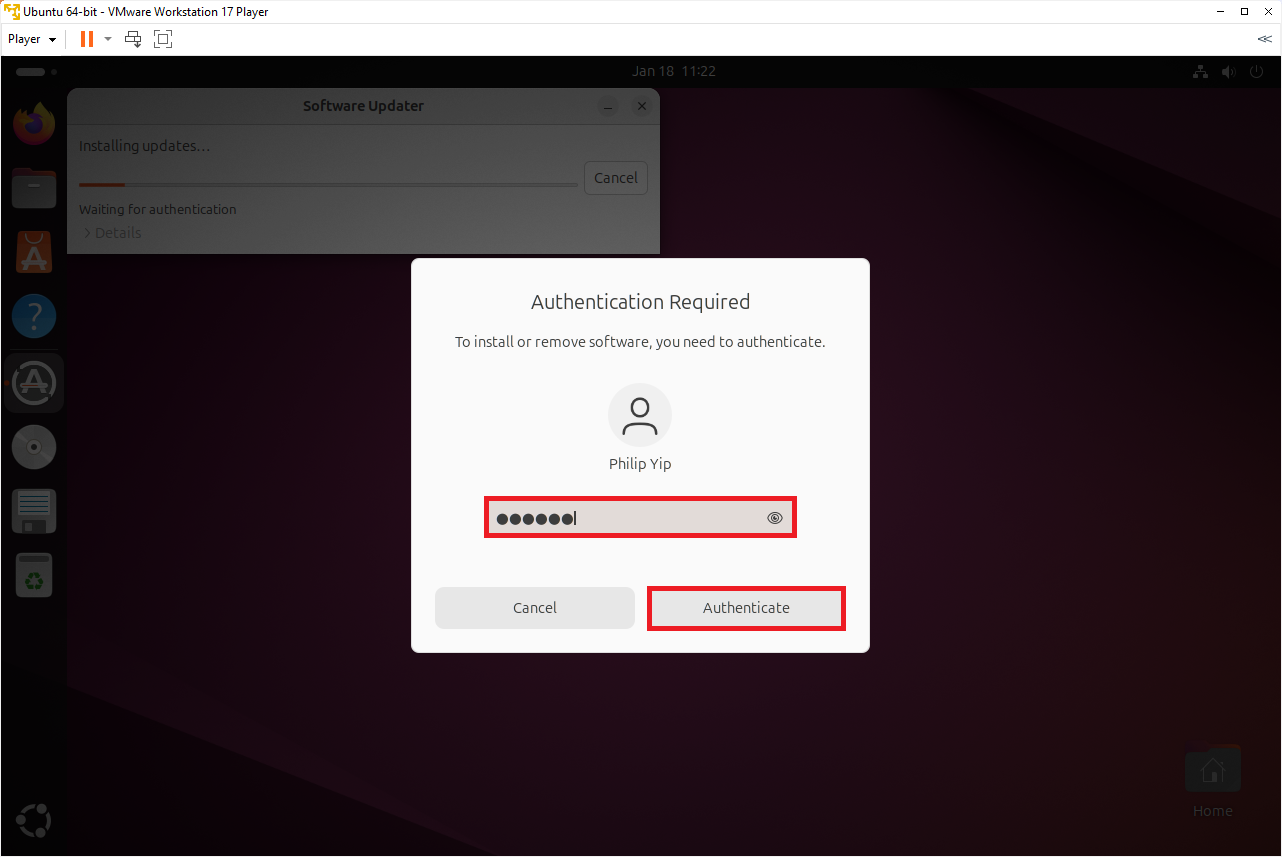 Ubuntu 64-bit - VMware Workstation 17 Player
Player
Jan 18 11:22
Software Updater
Installing updates…
Cancel
Waiting for authentication
Details
Authentication Required
To install or remove software, you need to authenticate.
Philip Yip
●●●●●●
Cancel
Authenticate
Home